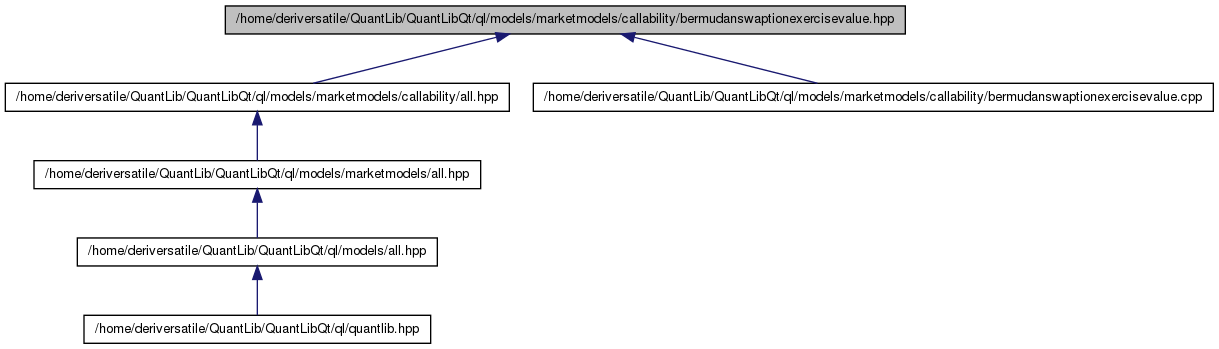 /home/deriversatile/QuantLib/QuantLibQt/ql/models/marketmodels/callability/bermudanswaptionexercisevalue.hpp
/home/deriversatile/QuantLib/QuantLibQt/ql/models/marketmodels/callability/all.hpp
/home/deriversatile/QuantLib/QuantLibQt/ql/models/marketmodels/callability/bermudanswaptionexercisevalue.cpp
/home/deriversatile/QuantLib/QuantLibQt/ql/models/marketmodels/all.hpp
/home/deriversatile/QuantLib/QuantLibQt/ql/models/all.hpp
/home/deriversatile/QuantLib/QuantLibQt/ql/quantlib.hpp